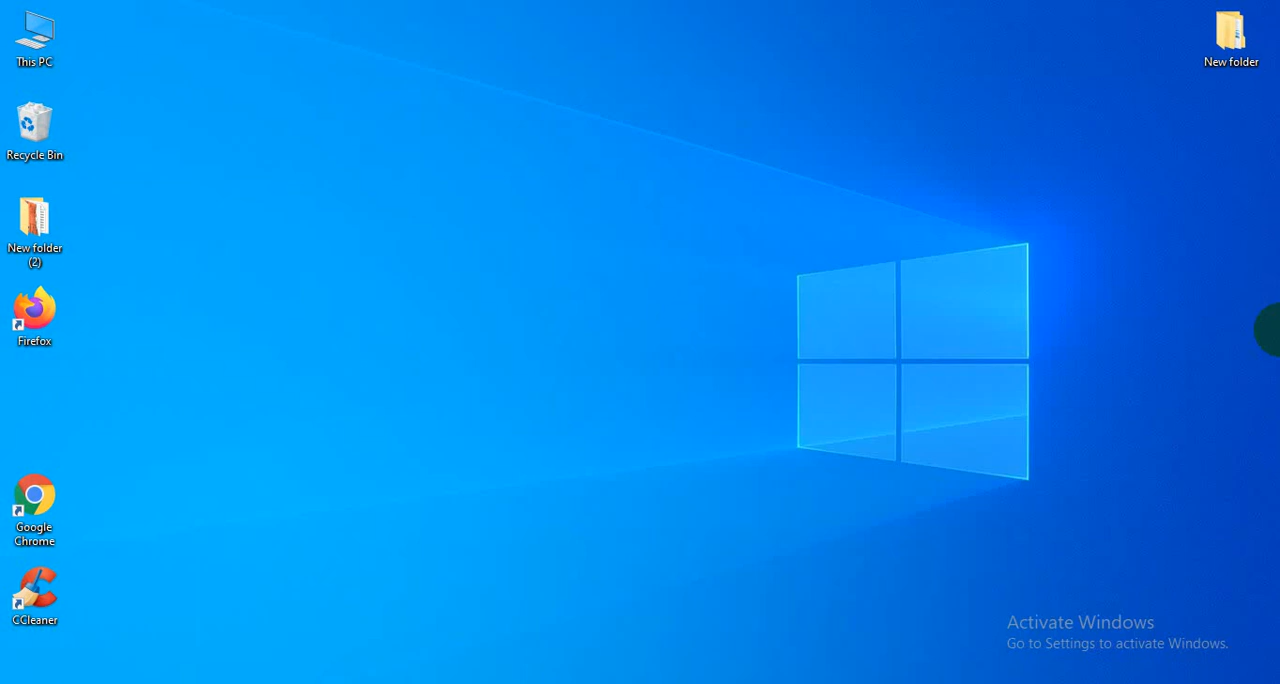 This PC
New folder
Recycle Bin
New folder
(2)
Firefox
Google
Chrome
CCleaner
Activate Windows
Go to Settings to activate Windows.